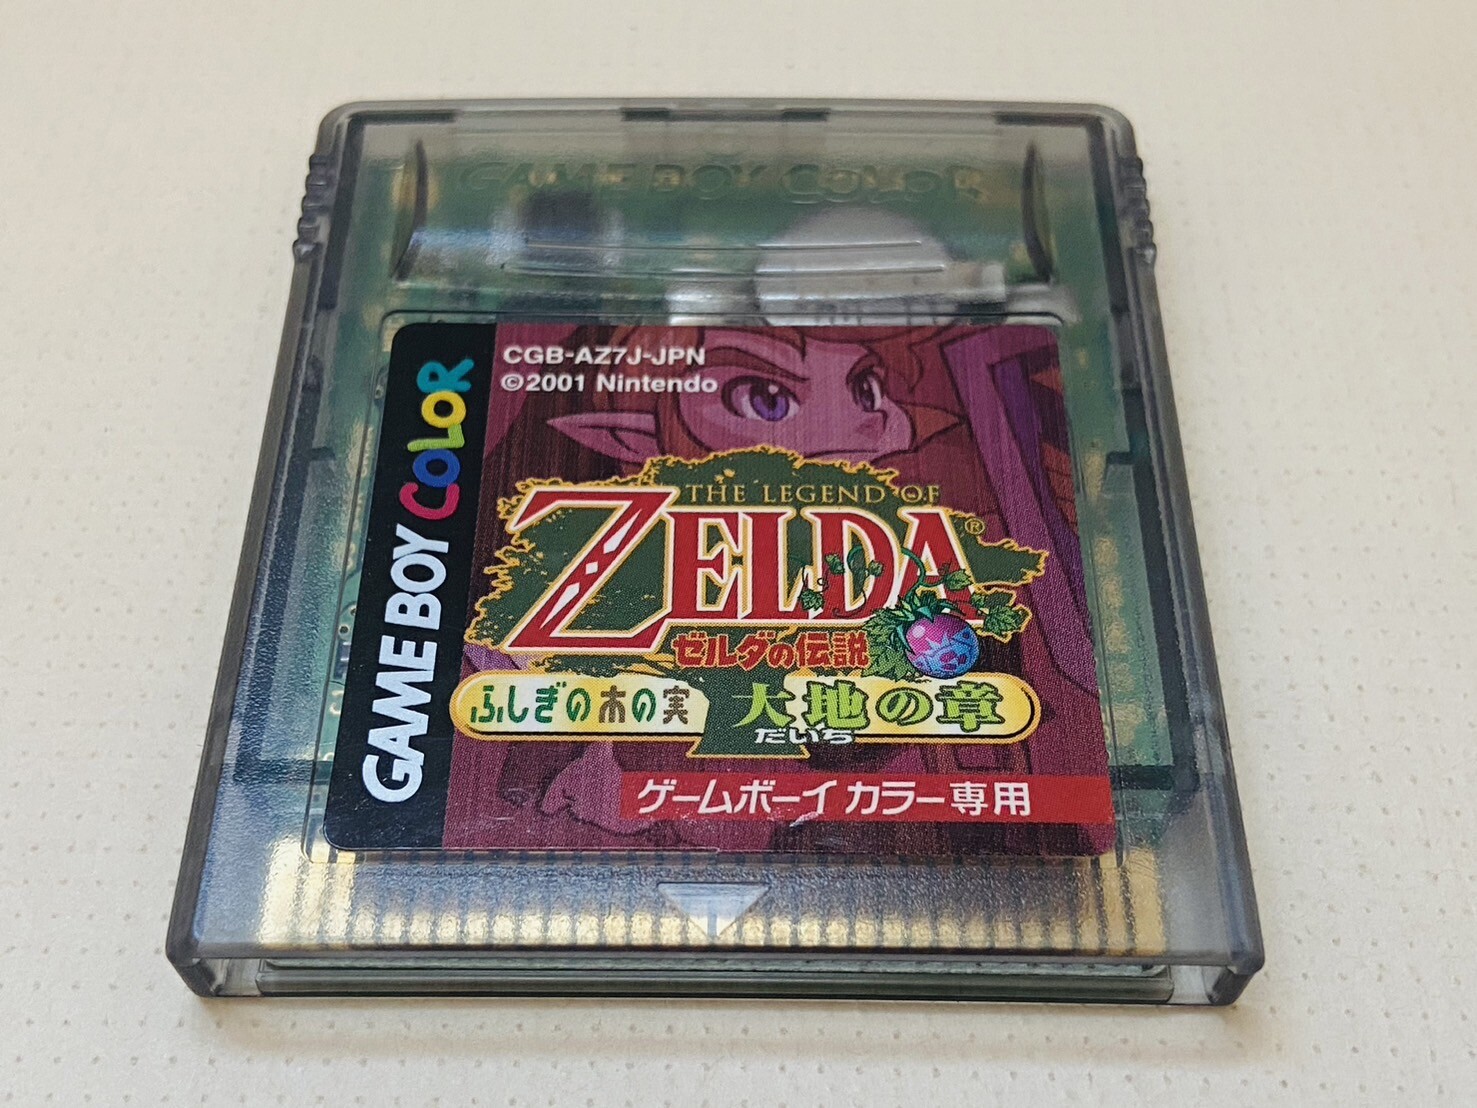 GAME BOY COLOR
GAME BOY COLOR
CGB-AZ7J-JPN
©2001 Nintendo
THE LEGEND OF
ZELDA®
ゼルダの伝説
ふしぎの木の実 大地の章
だいち
ゲームボーイカラー専用